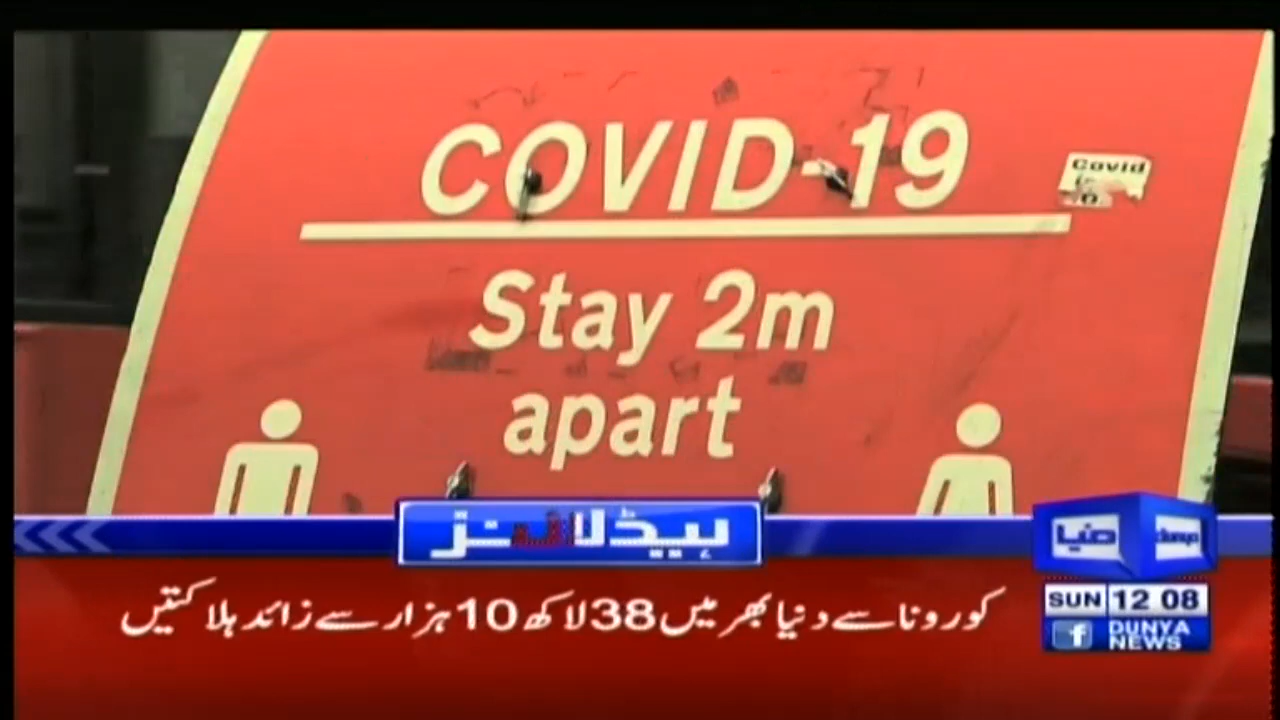 COVID-19
Covid
Stay 2m
apart
ہیڈلائنز
دنیا
dunya
کورونا سے دنیا بھر میں 38 لاکھ 10 ہزار سے زائد ہلاکتیں
SUN 12 08
DUNYA
NEWS